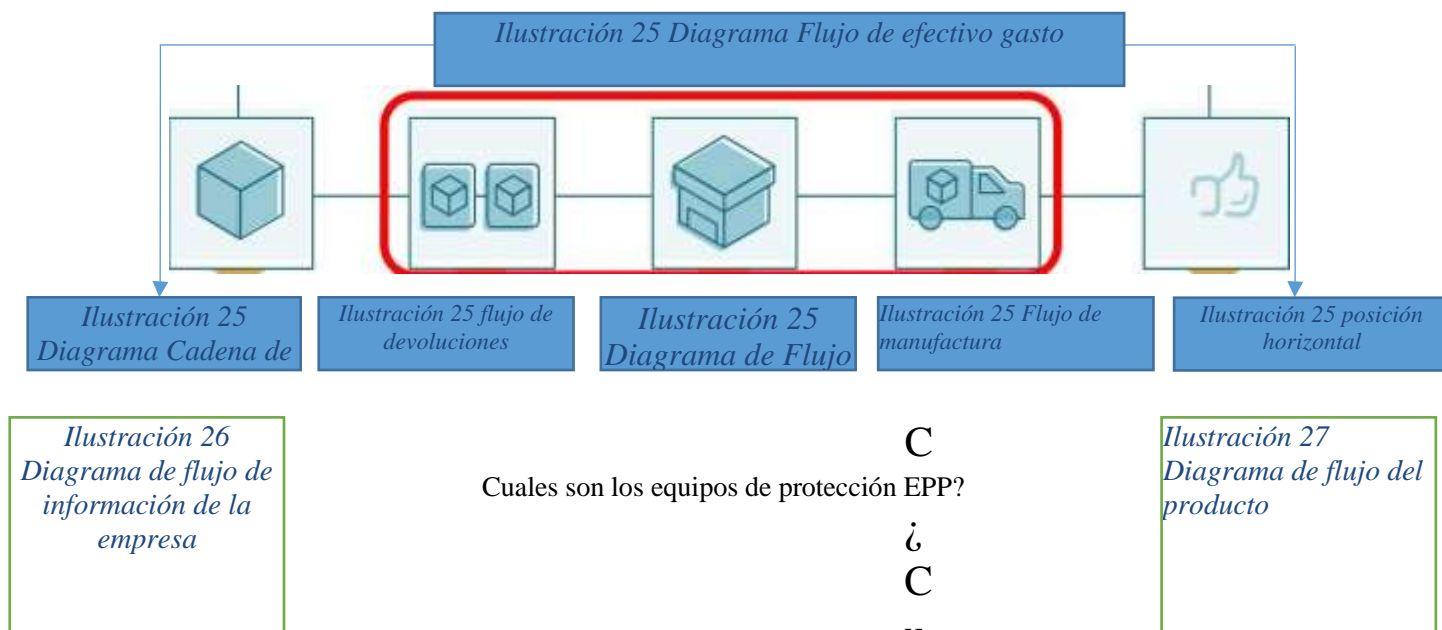 Ilustración 25 Diagrama Flujo de efectivo gasto
Ilustración 25
Diagrama Cadena de
Ilustración 25 flujo de
devoluciones
Ilustración 25
Diagrama de Flujo
Ilustración 25 Flujo de
manufactura
Ilustración 25 posición
horizontal
Ilustración 26
Diagrama de flujo de
información de la
empresa
C
Cuales son los equipos de protección EPP?
¿
C
Ilustración 27
Diagrama de flujo del
producto